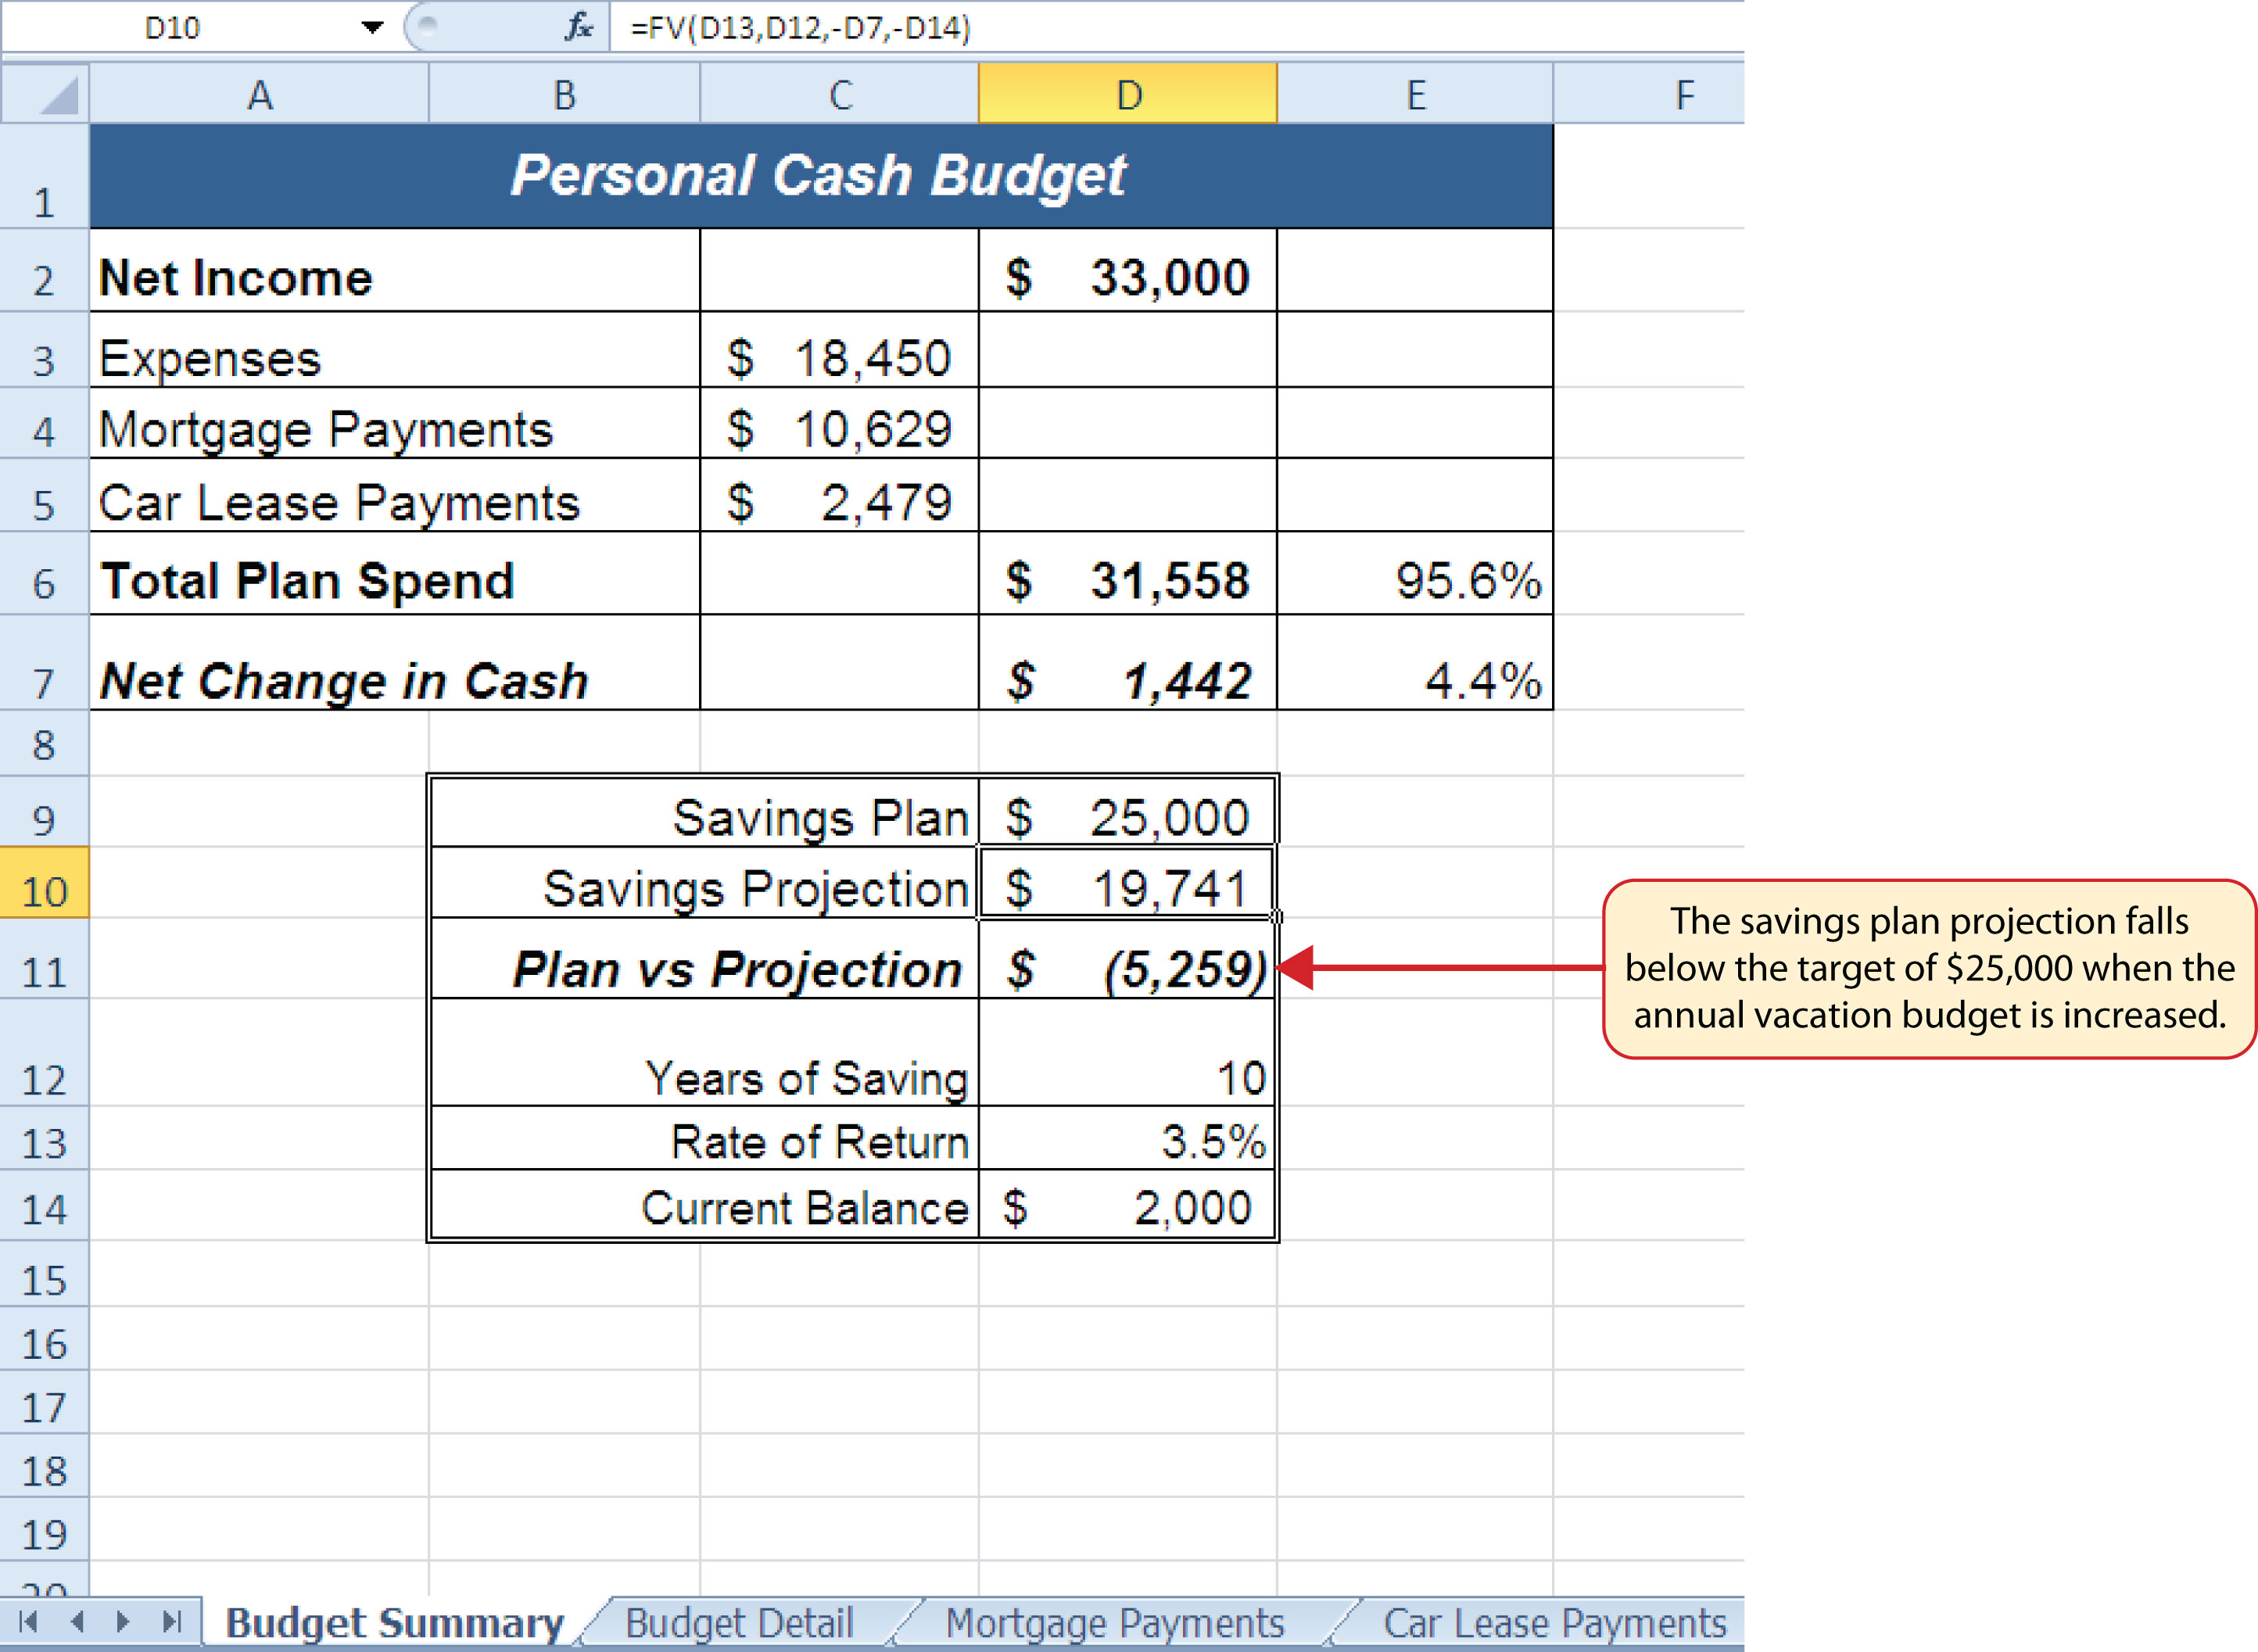 D10 fx =FV(D13,D12,-D7,-D14)
A B C D E F
1 Personal Cash Budget
2 Net Income $ 33,000
3 Expenses $ 18,450
4 Mortgage Payments $ 10,629
5 Car Lease Payments $ 2,479
6 Total Plan Spend $ 31,558 95.6%
7 Net Change in Cash $ 1,442 4.4%
8
9 Savings Plan $ 25,000
10 Savings Projection $ 19,741
11 Plan vs Projection $ (5,259)
The savings plan projection falls
below the target of $25,000 when the
annual vacation budget is increased.
12 Years of Saving 10
13 Rate of Return 3.5%
14 Current Balance $ 2,000
15
16
17
18
19
20
Budget Summary Budget Detail Mortgage Payments Car Lease Payments